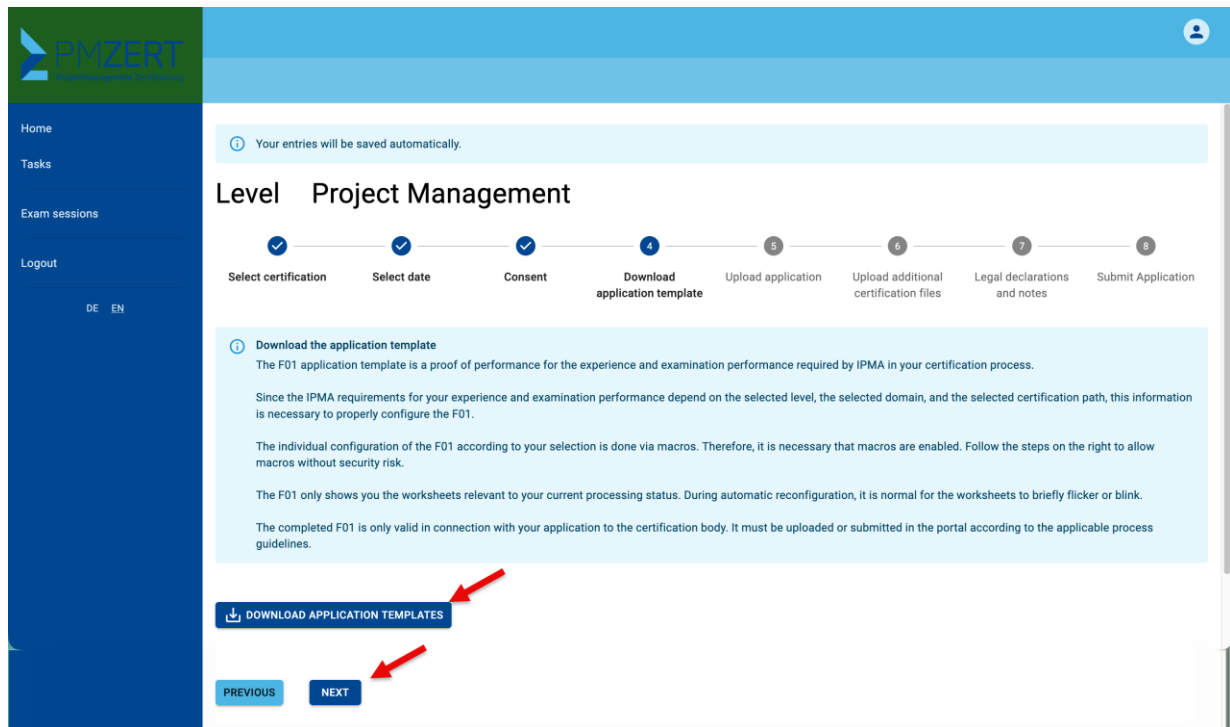 PMZERT
Projektmanagement Zertifizierung
Home
Tasks
Exam sessions
Logout
DE EN
Your entries will be saved automatically.
Level Project Management
4
5
6
7
8
Select certification
Select date
Consent
Download
application template
Upload application
Upload additional
certification files
Legal declarations
and notes
Submit Application
Download the application template
The F01 application template is a proof of performance for the experience and examination performance required by IPMA in your certification process.
Since the IPMA requirements for your experience and examination performance depend on the selected level, the selected domain, and the selected certification path, this information
is necessary to properly configure the F01.
The individual configuration of the F01 according to your selection is done via macros. Therefore, it is necessary that macros are enabled. Follow the steps on the right to allow
macros without security risk.
The F01 only shows you the worksheets relevant to your current processing status. During automatic reconfiguration, it is normal for the worksheets to briefly flicker or blink.
The completed F01 is only valid in connection with your application to the certification body. It must be uploaded or submitted in the portal according to the applicable process
guidelines.
DOWNLOAD APPLICATION TEMPLATES
PREVIOUS
NEXT